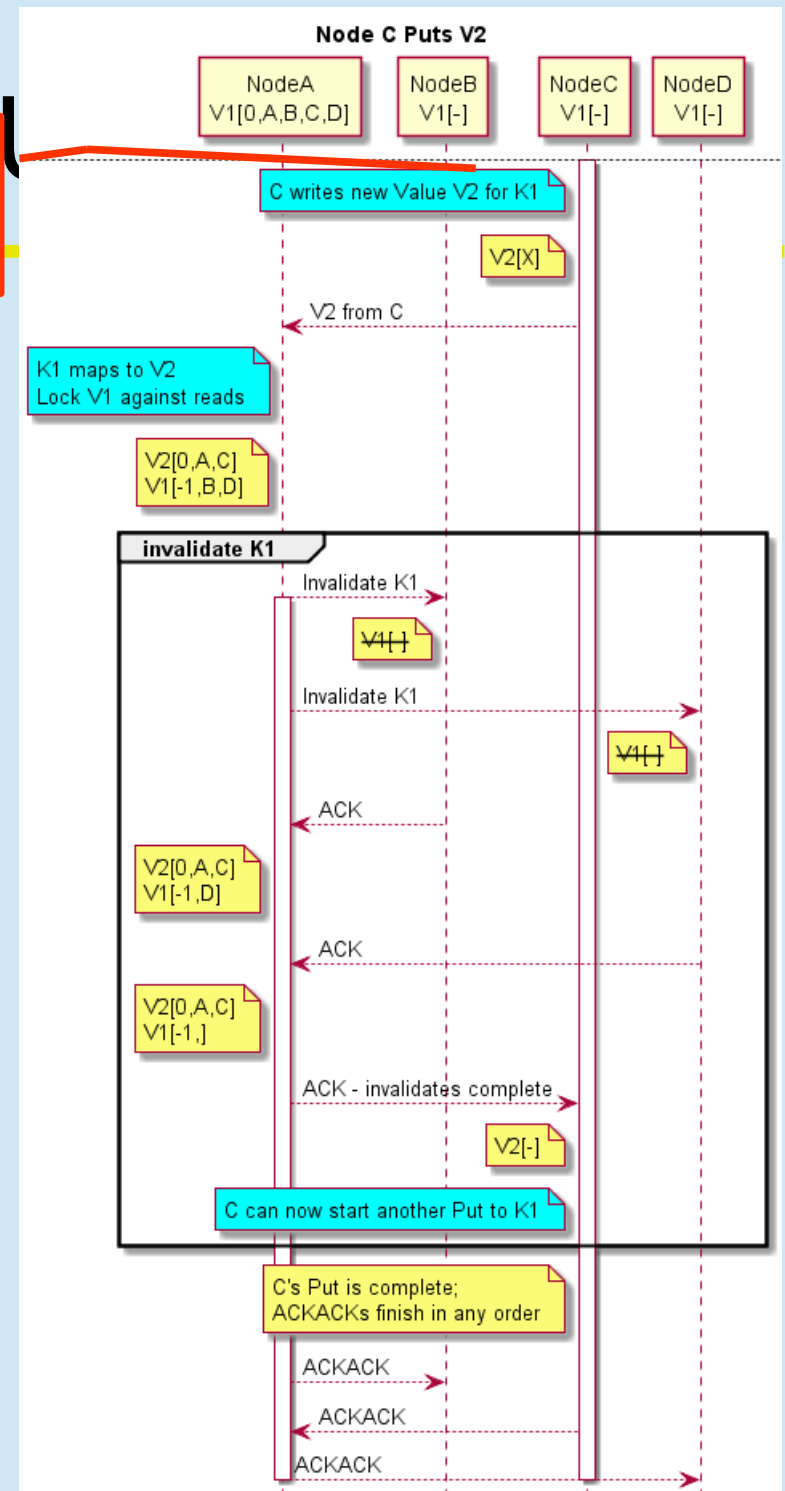 Node C Puts V2
NodeA
V1[0,A,B,C,D]
NodeB
V1[-]
NodeC
V1[-]
NodeD
V1[-]
C writes new Value V2 for K1
V2[X]
V2 from C
K1 maps to V2
Lock V1 against reads
V2[0,A,C]
V1[-1,B,D]
invalidate K1
Invalidate K1
V1[-]
Invalidate K1
V1[-]
ACK
V2[0,A,C]
V1[-1,D]
ACK
V2[0,A,C]
V1[-1,]
ACK - invalidates complete
V2[-]
C can now start another Put to K1
C's Put is complete;
ACKACKs finish in any order
ACKACK
ACKACK
ACKACK